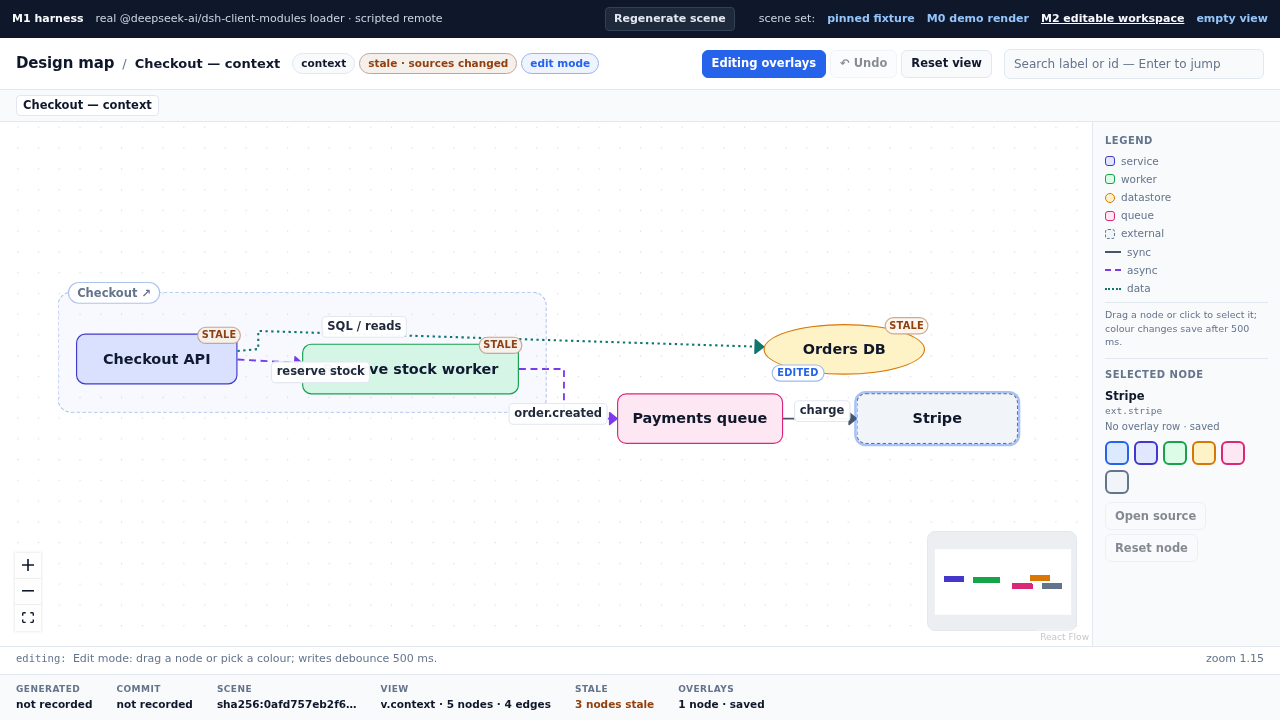 M1 harness real @deepseek-ai/dsh-client-modules loader · scripted remote Regenerate scene scene set: pinned fixture M0 demo render M2 editable workspace empty view
Design map / Checkout — context context stale · sources changed edit mode Editing overlays ↶ Undo Reset view Search label or id — Enter to jump
Checkout — context
Checkout ↗
STALE
Checkout API
SQL / reads
STALE
reserve stock
ve stock worker
STALE
Orders DB
EDITED
order.created
Payments queue
charge
Stripe
React Flow
LEGEND
service
worker
datastore
queue
external
sync
async
data
Drag a node or click to select it;
colour changes save after 500
ms.
SELECTED NODE
Stripe
ext.stripe
No overlay row · saved
Open source
Reset node
editing: Edit mode: drag a node or pick a colour; writes debounce 500 ms. zoom 1.15
GENERATED COMMIT SCENE VIEW STALE OVERLAYS
not recorded not recorded sha256:0afd757eb2f6… v.context · 5 nodes · 4 edges 3 nodes stale 1 node · saved